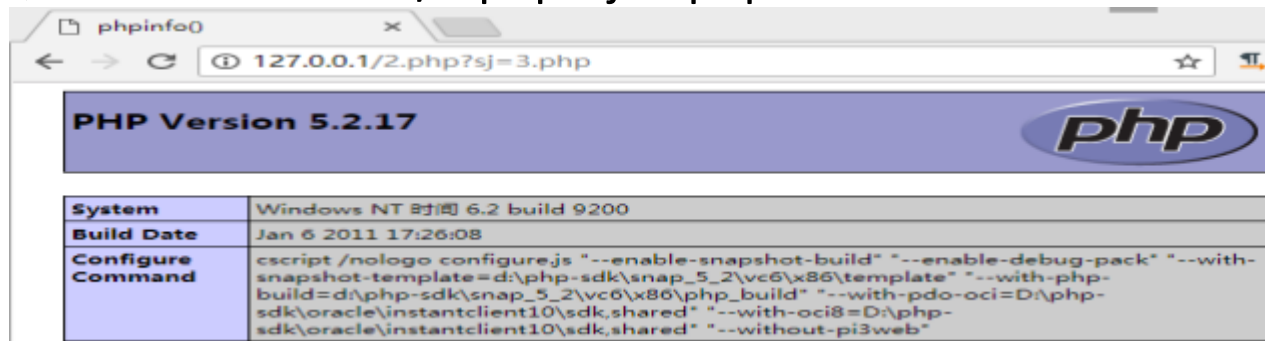 phpinfo()
127.0.0.1/2.php?sj=3.php
PHP Version 5.2.17
php
System
Windows NT 时间 6.2 build 9200
Build Date
Jan 6 2011 17:26:08
Configure
Command
cscript /nologo configure.js "--enable-snapshot-build" "--enable-debug-pack" "--with-
snapshot-template=d:\php-sdk\snap_5_2\vc6\x86\template" "--with-php-
build=d:\php-sdk\snap_5_2\vc6\x86\php_build" "--with-pdo-oci=D:\php-
sdk\oracle\instantclient10\sdk,shared" "--with-oci8=D:\php-
sdk\oracle\instantclient10\sdk,shared" "--without-pi3web"